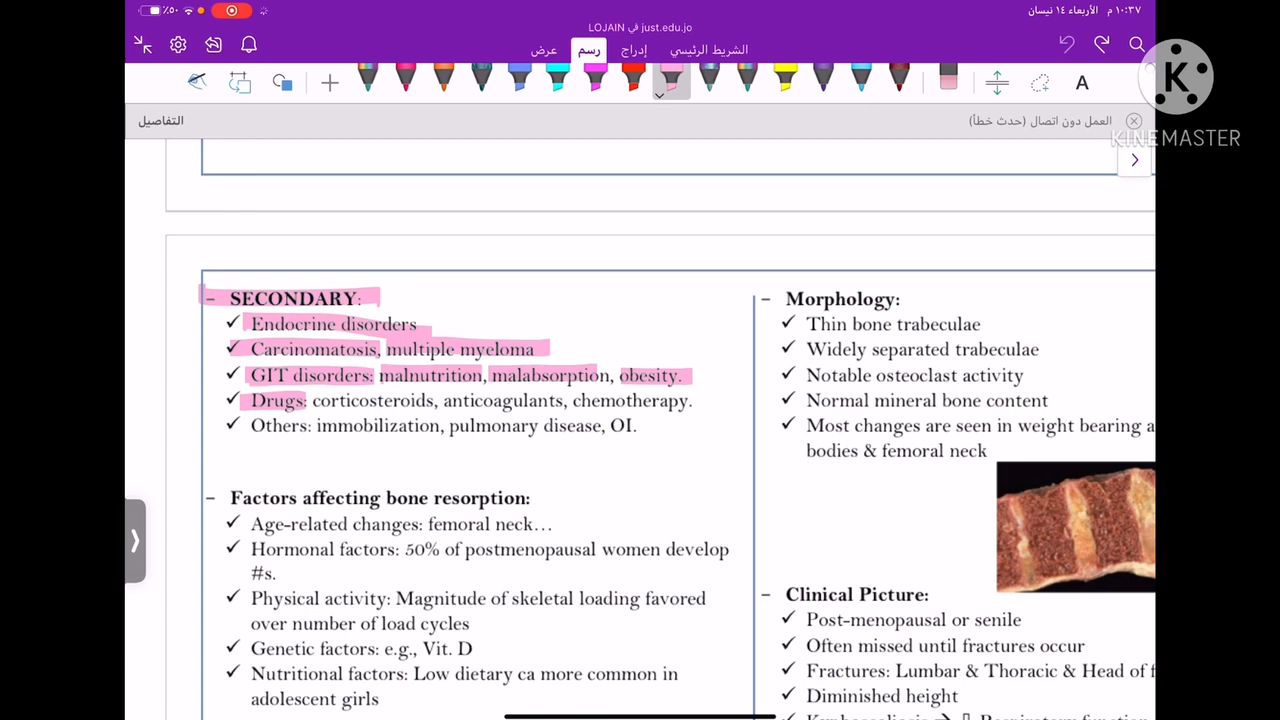 ١٠:٣٧ م الأربعاء ١٤ نيسان
٪٥٠
LOJAIN في just.edu.jo
الشريط الرئيسي إدراج رسم عرض
K
A
KINEMASTER
العمل دون اتصال (حدث خطأ)
التفاصيل
– SECONDARY:
✓ Endocrine disorders
✓ Carcinomatosis, multiple myeloma
✓ GIT disorders: malnutrition, malabsorption, obesity.
✓ Drugs: corticosteroids, anticoagulants, chemotherapy.
✓ Others: immobilization, pulmonary disease, OI.
– Factors affecting bone resorption:
✓ Age-related changes: femoral neck…
✓ Hormonal factors: 50% of postmenopausal women develop
#s.
✓ Physical activity: Magnitude of skeletal loading favored
over number of load cycles
✓ Genetic factors: e.g., Vit. D
✓ Nutritional factors: Low dietary ca more common in
adolescent girls
– Morphology:
✓ Thin bone trabeculae
✓ Widely separated trabeculae
✓ Notable osteoclast activity
✓ Normal mineral bone content
✓ Most changes are seen in weight bearing
bodies & femoral neck
– Clinical Picture:
✓ Post-menopausal or senile
✓ Often missed until fractures occur
✓ Fractures: Lumbar & Thoracic & Head of
✓ Diminished height